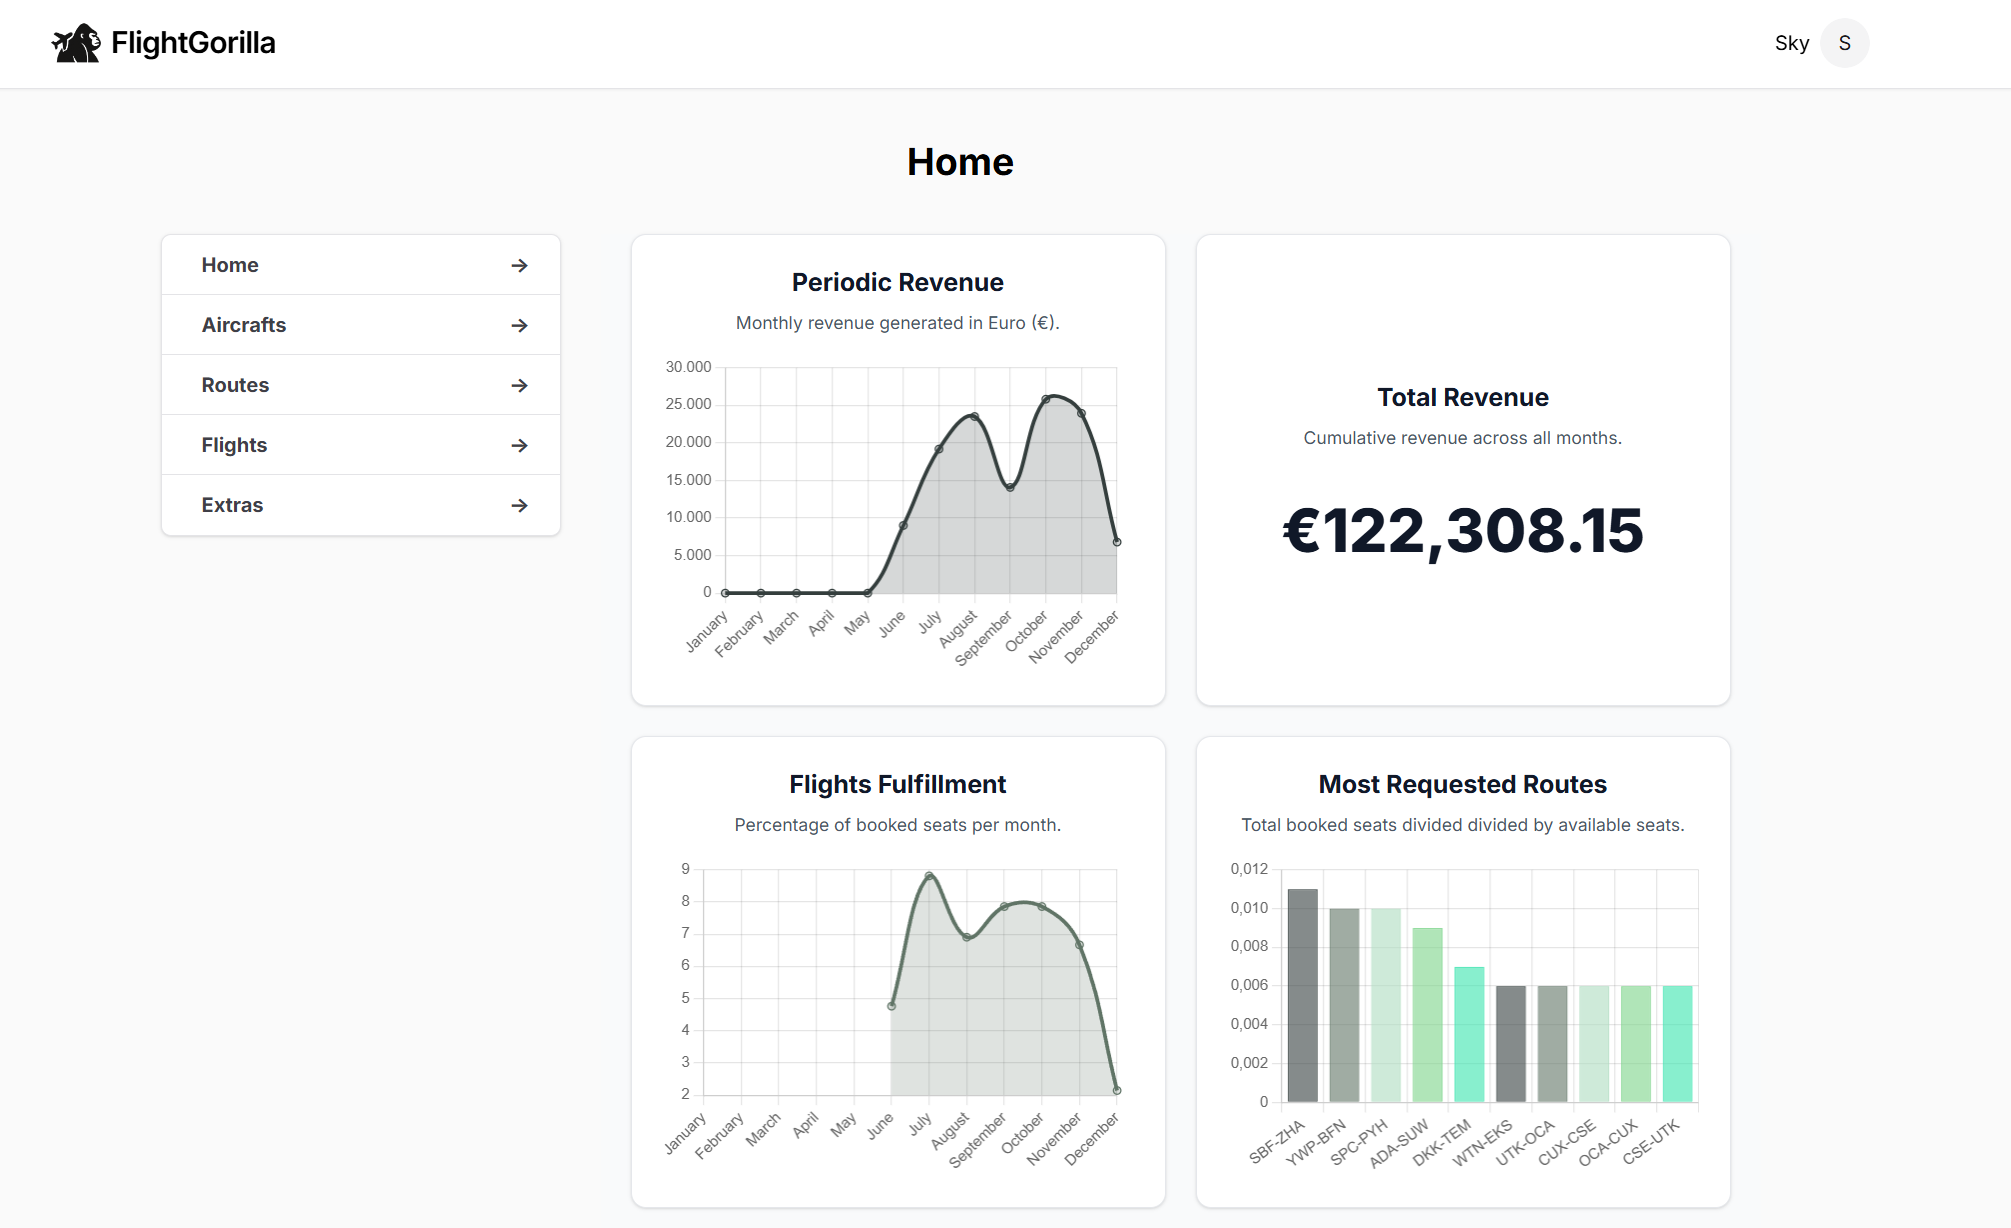 FlightGorilla
Sky S
Home
Home
Aircrafts
Routes
Flights
Extras
Periodic Revenue
Monthly revenue generated in Euro (€).
30.000
25.000
20.000
15.000
10.000
5.000
0
January February March April May June July August September October November December
Total Revenue
Cumulative revenue across all months.
€122,308.15
Flights Fulfillment
Percentage of booked seats per month.
9
8
7
6
5
4
3
2
January February March April May June July August September October November December
Most Requested Routes
Total booked seats divided divided by available seats.
0,012
0,010
0,008
0,006
0,004
0,002
0
SBF-ZHA YWP-BFN SPC-PYH ADA-SUW DKK-TEM WTN-EKS UTK-OCA CUX-CSE OCA-CUX CSE-UTK